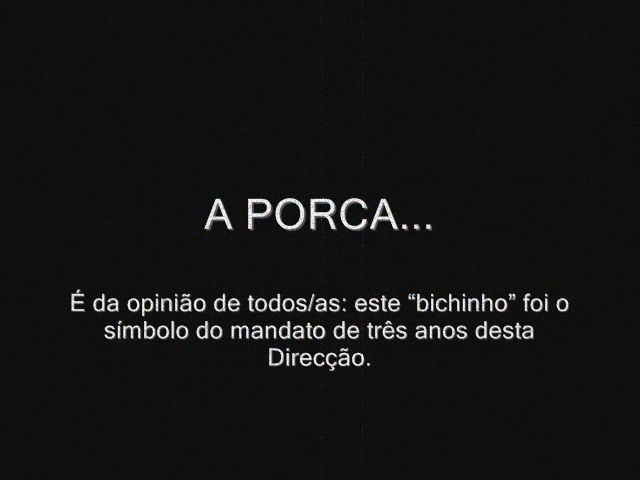 A PORCA...
É da opinião de todos/as: este “bichinho” foi o
símbolo do mandato de três anos desta
Direcção.